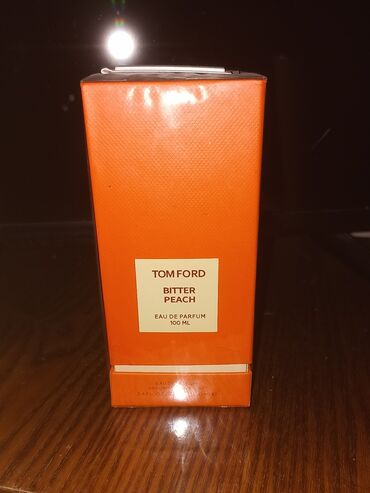 TOM FORD
BITTER
PEACH
EAU DE PARFUM
100 ML